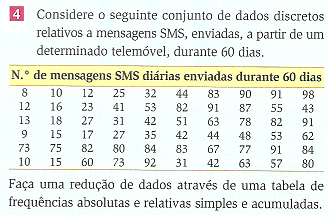 4 Considere o seguinte conjunto de dados discretos
relativos a mensagens SMS, enviadas, a partir de um
determinado telemóvel, durante 60 dias.
N.° de mensagens SMS diárias enviadas durante 60 dias
8 10 12 25 32 44 83 90 91 98
12 16 23 41 53 82 91 87 55 43
13 18 27 31 42 51 63 78 82 91
9 15 17 27 35 42 44 48 53 62
73 75 82 80 84 83 67 77 91 84
10 15 60 73 92 31 42 63 57 80
Faça uma redução de dados através de uma tabela de
frequências absolutas e relativas simples e acumuladas.